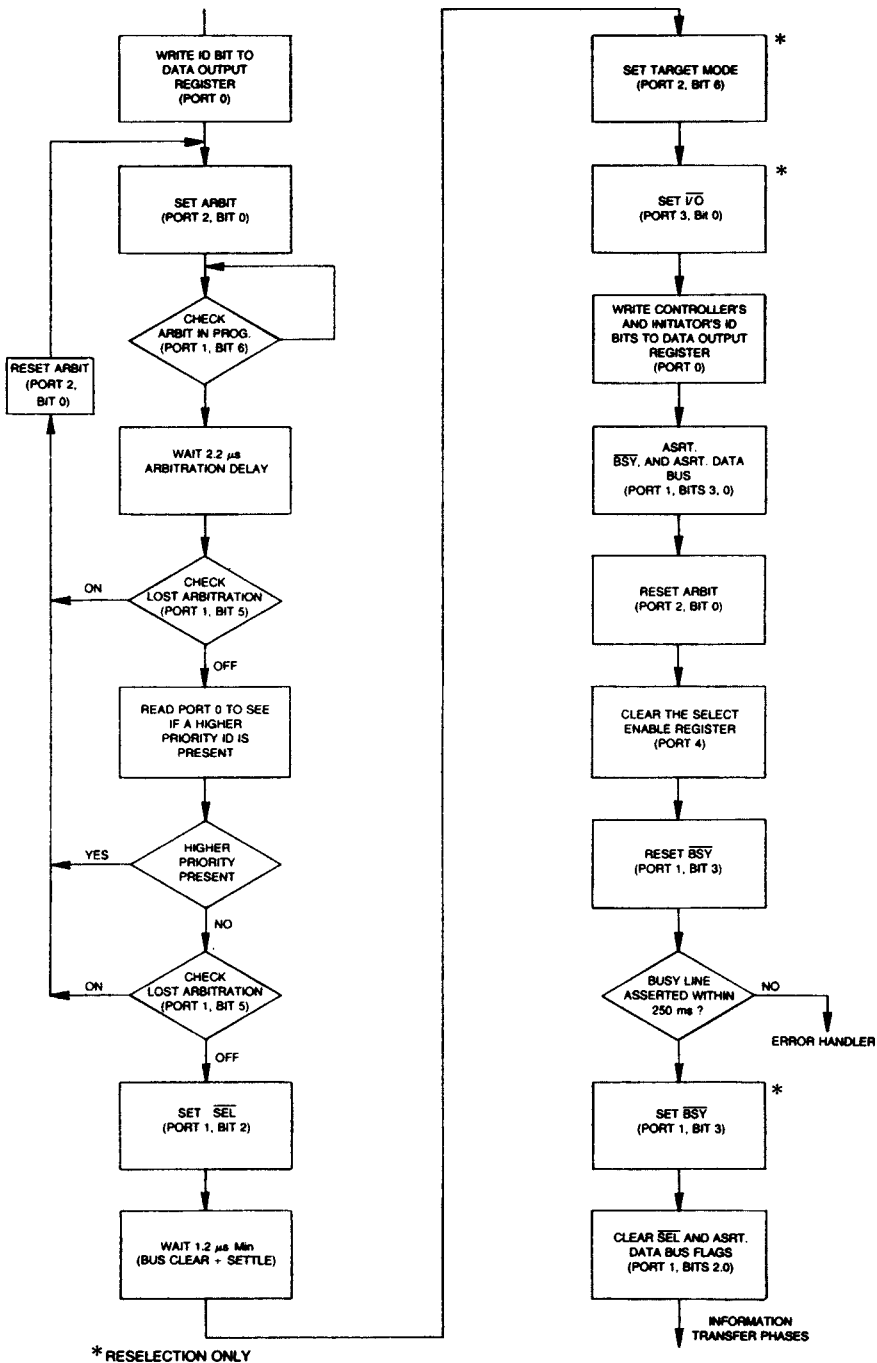 WRITE ID BIT TO
DATA OUTPUT
REGISTER
(PORT 0)
SET ARBIT
(PORT 2, BIT 0)
CHECK
ARBIT IN PROG.
(PORT 1, BIT 6)
RESET ARBIT
(PORT 2,
BIT 0)
WAIT 2.2 µs
ARBITRATION DELAY
CHECK
LOST ARBITRATION
(PORT 1, BIT 5)
ON
OFF
READ PORT 0 TO SEE
IF A HIGHER
PRIORITY ID IS
PRESENT
HIGHER
PRIORITY
PRESENT
YES
NO
CHECK
LOST ARBITRATION
(PORT 1, BIT 5)
ON
OFF
SET S̅E̅L̅
(PORT 1, BIT 2)
WAIT 1.2 µs Min
(BUS CLEAR + SETTLE)
* RESELECTION ONLY
*
SET TARGET MODE
(PORT 2, BIT 6)
*
SET I̅/̅O̅
(PORT 3, Bit 0)
WRITE CONTROLLER'S
AND INITIATOR'S ID
BITS TO DATA OUTPUT
REGISTER
(PORT 0)
ASRT.
B̅S̅Y̅, AND ASRT. DATA
BUS
(PORT 1, BITS 3, 0)
RESET ARBIT
(PORT 2, BIT 0)
CLEAR THE SELECT
ENABLE REGISTER
(PORT 4)
RESET B̅S̅Y̅
(PORT 1, BIT 3)
BUSY LINE
ASSERTED WITHIN
250 ms ?
NO
ERROR HANDLER
*
SET B̅S̅Y̅
(PORT 1, BIT 3)
CLEAR S̅E̅L̅ AND ASRT.
DATA BUS FLAGS
(PORT 1, BITS 2.0)
INFORMATION
TRANSFER PHASES